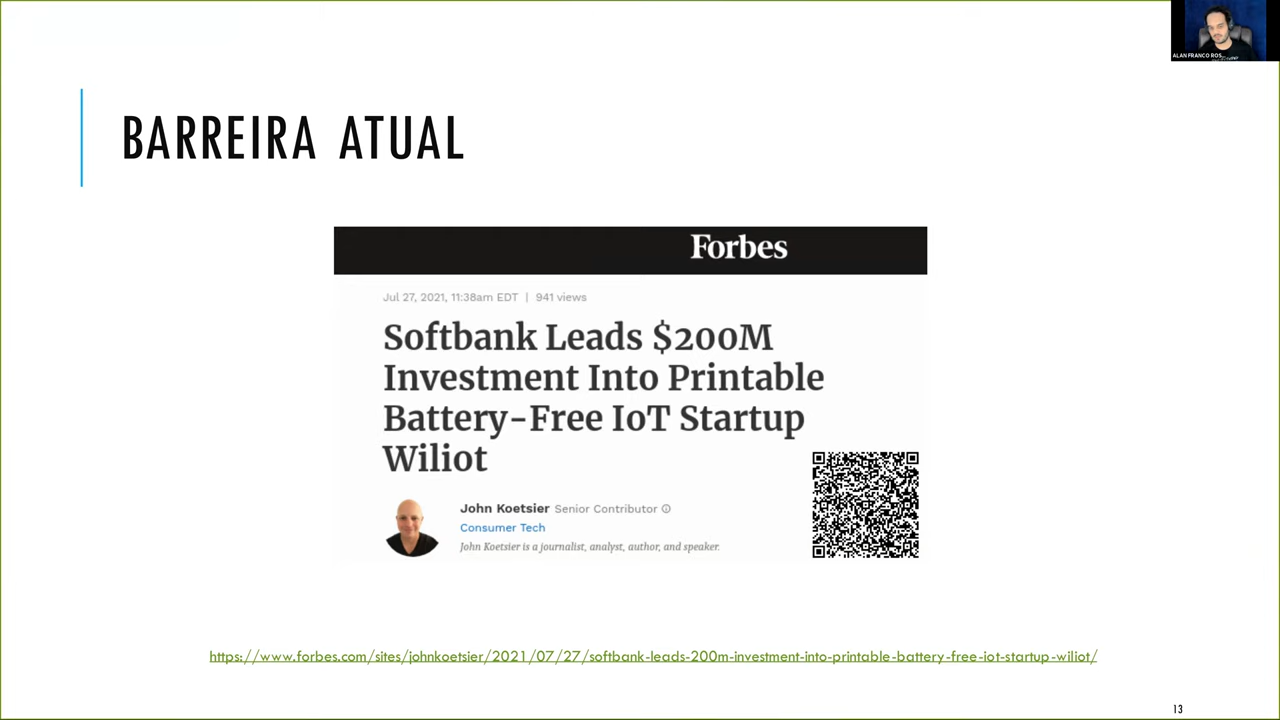 ALAN FRANCO ROS...
BARREIRA ATUAL
Forbes
Jul 27, 2021, 11:38am EDT | 941 views
Softbank Leads $200M
Investment Into Printable
Battery-Free IoT Startup
Wiliot
John Koetsier Senior Contributor
Consumer Tech
John Koetsier is a journalist, analyst, author, and speaker.
https://www.forbes.com/sites/johnkoetsier/2021/07/27/softbank-leads-200m-investment-into-printable-battery-free-iot-startup-wiliot/
13